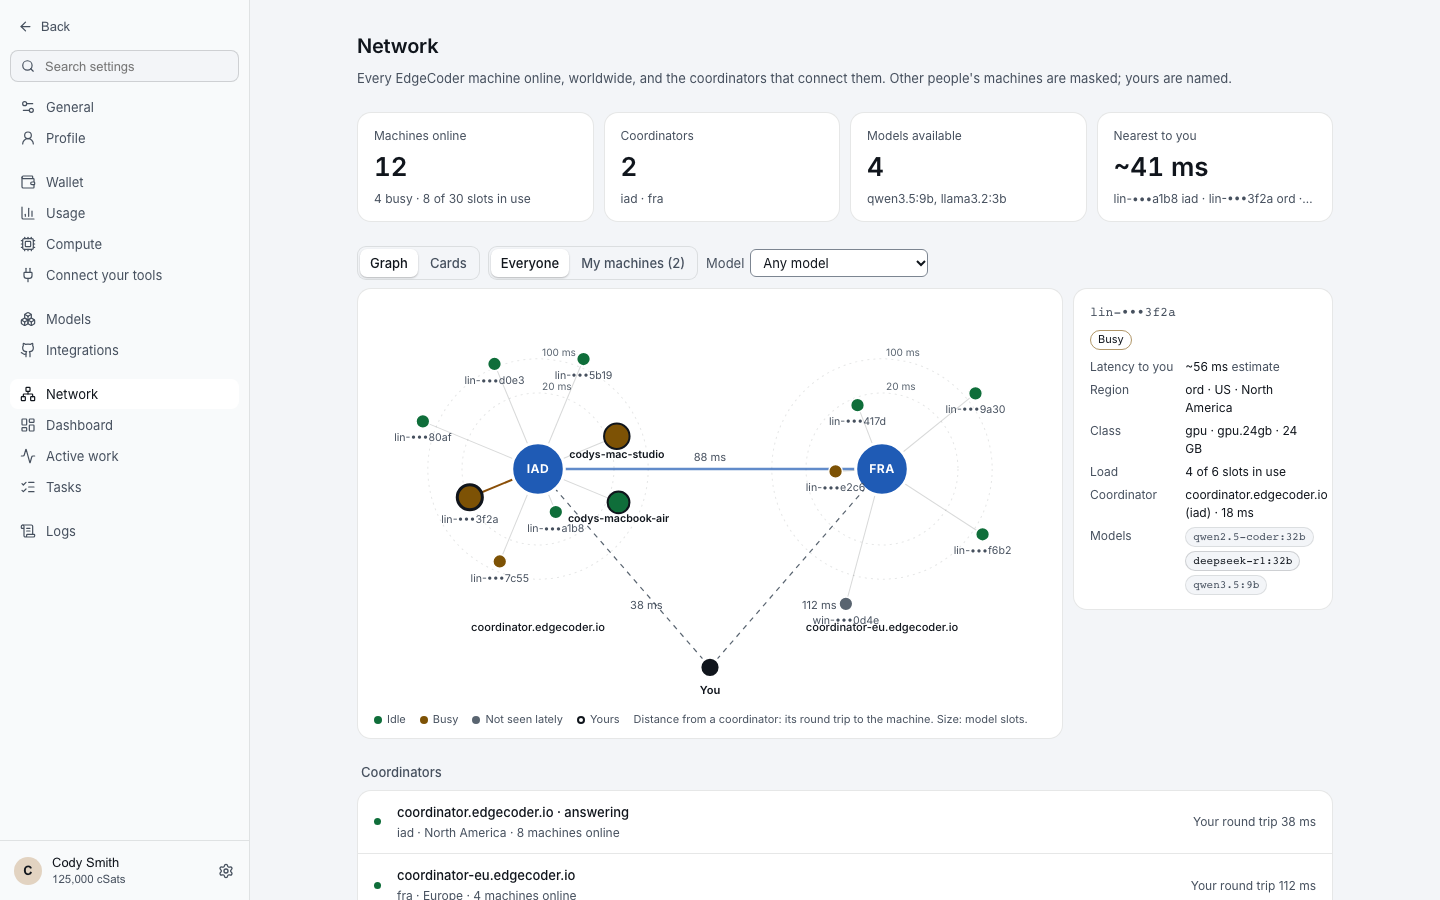 Back
Search settings
General
Profile
Wallet
Usage
Compute
Connect your tools
Models
Integrations
Network
Dashboard
Active work
Tasks
Logs
C
Cody Smith
125,000 cSats
Network
Every EdgeCoder machine online, worldwide, and the coordinators that connect them. Other people's machines are masked; yours are named.
Machines online
12
4 busy · 8 of 30 slots in use
Coordinators
2
iad · fra
Models available
4
qwen3.5:9b, llama3.2:3b
Nearest to you
~41 ms
lin-•••a1b8 iad · lin-•••3f2a ord ·…
Graph
Cards
Everyone
My machines (2)
Model
Any model
100 ms
lin-•••d0e3
lin-•••5b19
20 ms
lin-•••80af
codys-mac-studio
IAD
88 ms
lin-•••3f2a
codys-macbook-air
lin-•••a1b8
lin-•••7c55
38 ms
coordinator.edgecoder.io
100 ms
20 ms
lin-•••9a30
lin-•••417d
FRA
lin-•••e2c6
lin-•••f6b2
112 ms
win-•••0d4e
coordinator-eu.edgecoder.io
You
Idle
Busy
Not seen lately
Yours
Distance from a coordinator: its round trip to the machine. Size: model slots.
lin-•••3f2a
Busy
Latency to you ~56 ms estimate
Region ord · US · North
America
Class gpu · gpu.24gb · 24
GB
Load 4 of 6 slots in use
Coordinator coordinator.edgecoder.io
(iad) · 18 ms
Models qwen2.5-coder:32b
deepseek-r1:32b
qwen3.5:9b
Coordinators
coordinator.edgecoder.io · answering
iad · North America · 8 machines online
Your round trip 38 ms
coordinator-eu.edgecoder.io
fra · Europe · 4 machines online
Your round trip 112 ms